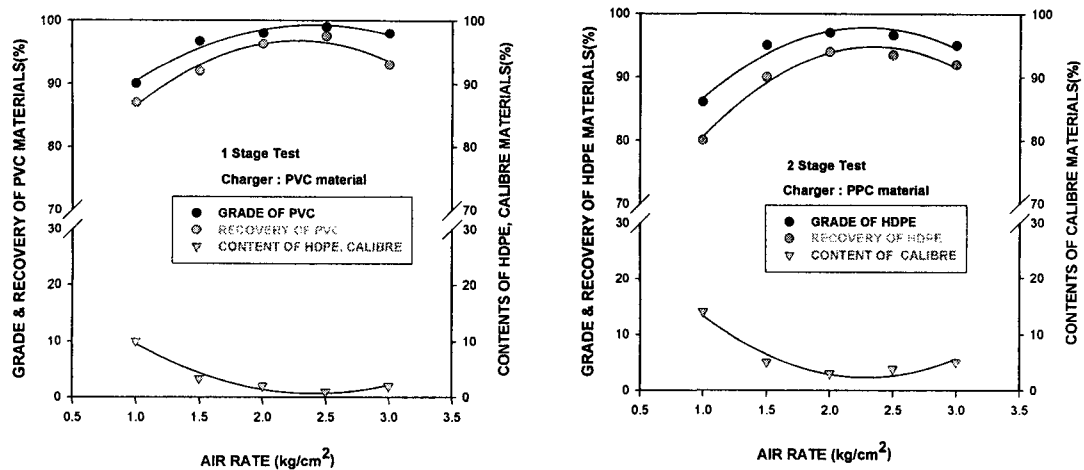 GRADE & RECOVERY OF PVC MATERIALS(%)
100
90
80
70
30
20
10
0
1 Stage Test
Charger : PVC material
GRADE OF PVC
RECOVERY OF PVC
CONTENT OF HDPE, CALIBRE
100
90
80
70
30
20
10
0
CONTENTS OF HDPE, CALIBRE MATERIALS(%)
0.5 1.0 1.5 2.0 2.5 3.0 3.5
AIR RATE (kg/cm2)
GRADE & RECOVERY OF HDPE MATERIALS(%)
100
90
80
70
30
20
10
0
2 Stage Test
Charger : PPC material
GRADE OF HDPE
RECOVERY OF HDPE
CONTENT OF CALIBRE
100
90
80
70
30
20
10
0
CONTENTS OF CALIBRE MATERIALS(%)
0.5 1.0 1.5 2.0 2.5 3.0 3.5
AIR RATE (kg/cm2)